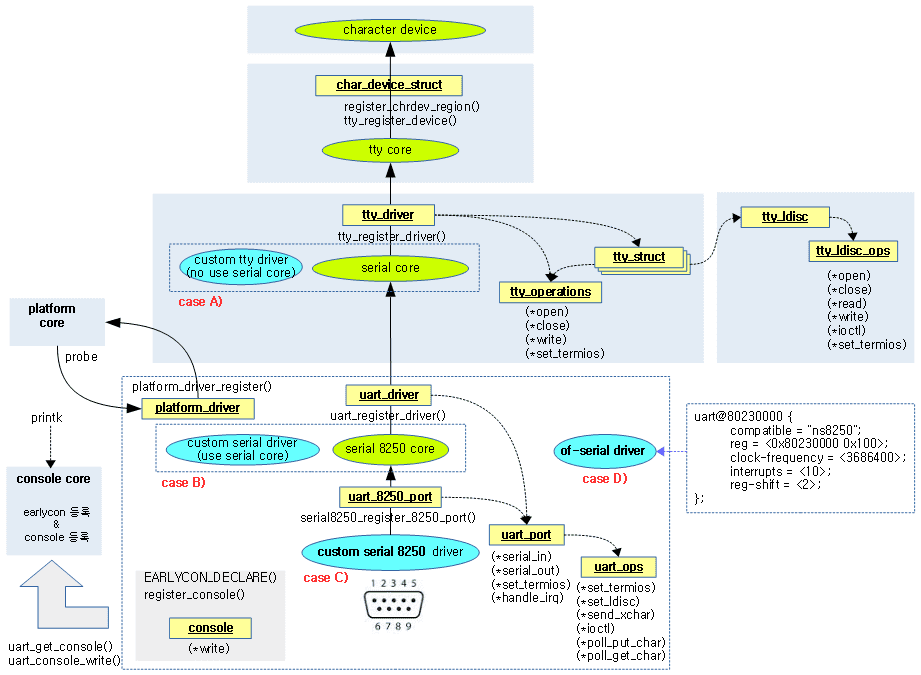 character device
char_device_struct
register_chrdev_region()
tty_register_device()
tty core
tty_driver
tty_register_driver()
custom tty driver
(no use serial core)
serial core
case A)
tty_struct
tty_operations
(*open)
(*close)
(*write)
(*set_termios)
tty_ldisc
tty_ldisc_ops
(*open)
(*close)
(*read)
(*write)
(*ioctl)
(*set_termios)
platform
core
probe
platform_driver_register()
platform_driver
printk
console core
earlycon 등록
&
console 등록
uart_get_console()
uart_console_write()
uart_driver
uart_register_driver()
custom serial driver
(use serial core)
serial 8250 core
case B)
uart_8250_port
serial8250_register_8250_port()
custom serial 8250 driver
case C)
1 2 3 4 5
6 7 8 9
EARLYCON_DECLARE()
register_console()
console
(*write)
of-serial driver
case D)
uart_port
(*serial_in)
(*serial_out)
(*set_termios)
(*handle_irq)
uart_ops
(*set_termios)
(*set_ldisc)
(*send_xchar)
(*ioctl)
(*poll_put_char)
(*poll_get_char)
uart@80230000 {
compatible = "ns8250";
reg = <0x80230000 0x100>;
clock-frequency = <3686400>;
interrupts = <10>;
reg-shift = <2>;
};